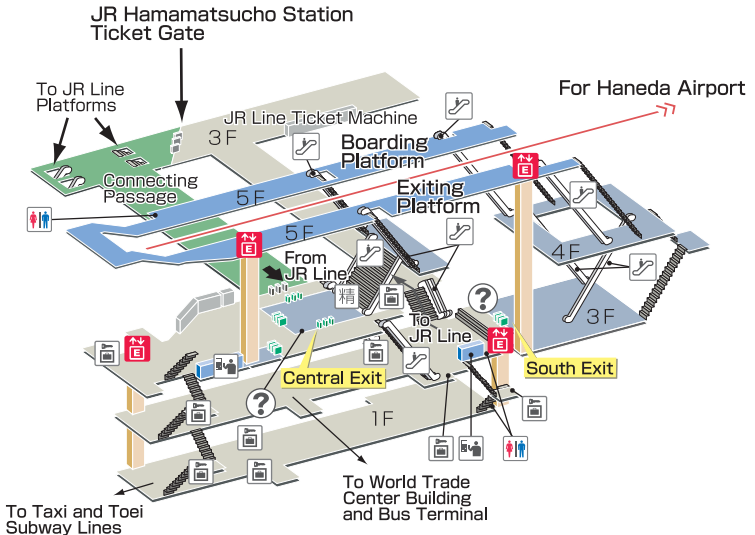 JR Hamamatsucho Station
Ticket Gate
To JR Line
Platforms
For Haneda Airport
JR Line Ticket Machine
3F
Boarding
Platform
Connecting
Passage
Exiting
Platform
5F
5F
4F
From
JR Line
精
?
3F
To
JR Line
E
E
E
E
South Exit
Central Exit
?
1F
To World Trade
Center Building
and Bus Terminal
To Taxi and Toei
Subway Lines